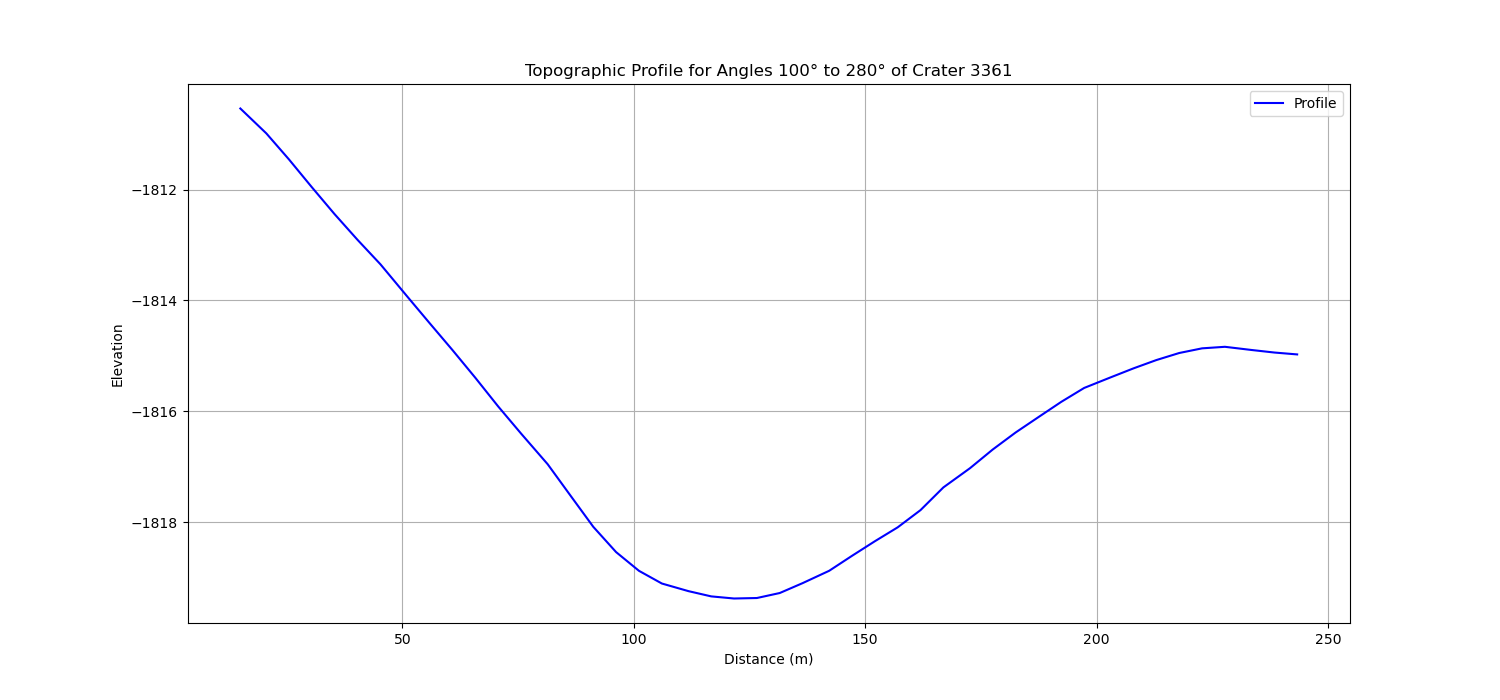 Topographic Profile for Angles 100° to 280° of Crater 3361
Profile
Elevation
−1812
−1814
−1816
−1818
50
100
150
200
250
Distance (m)